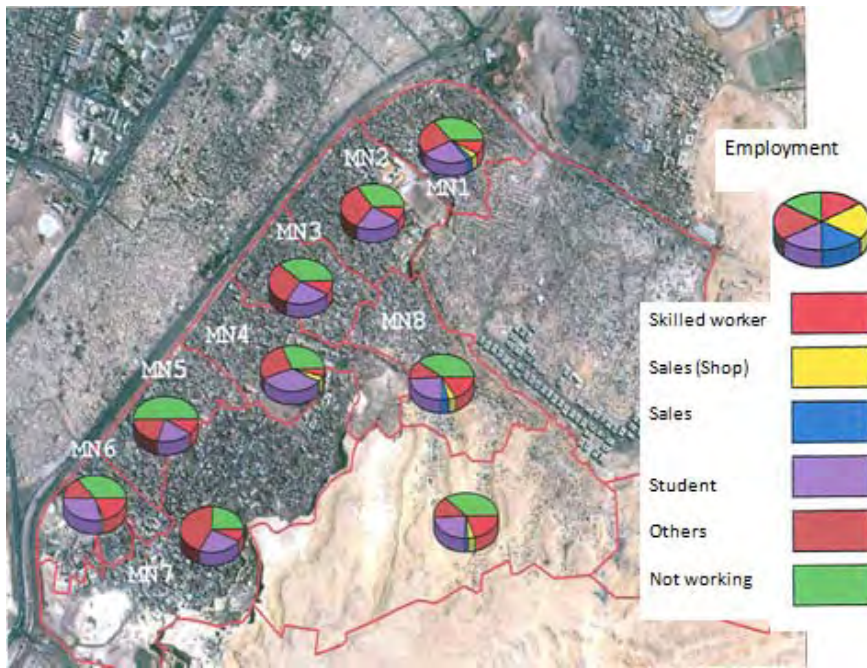 MN2
MN1
MN3
MN8
MN4
MN5
MN6
MN7
Employment
Skilled worker
Sales (Shop)
Sales
Student
Others
Not working